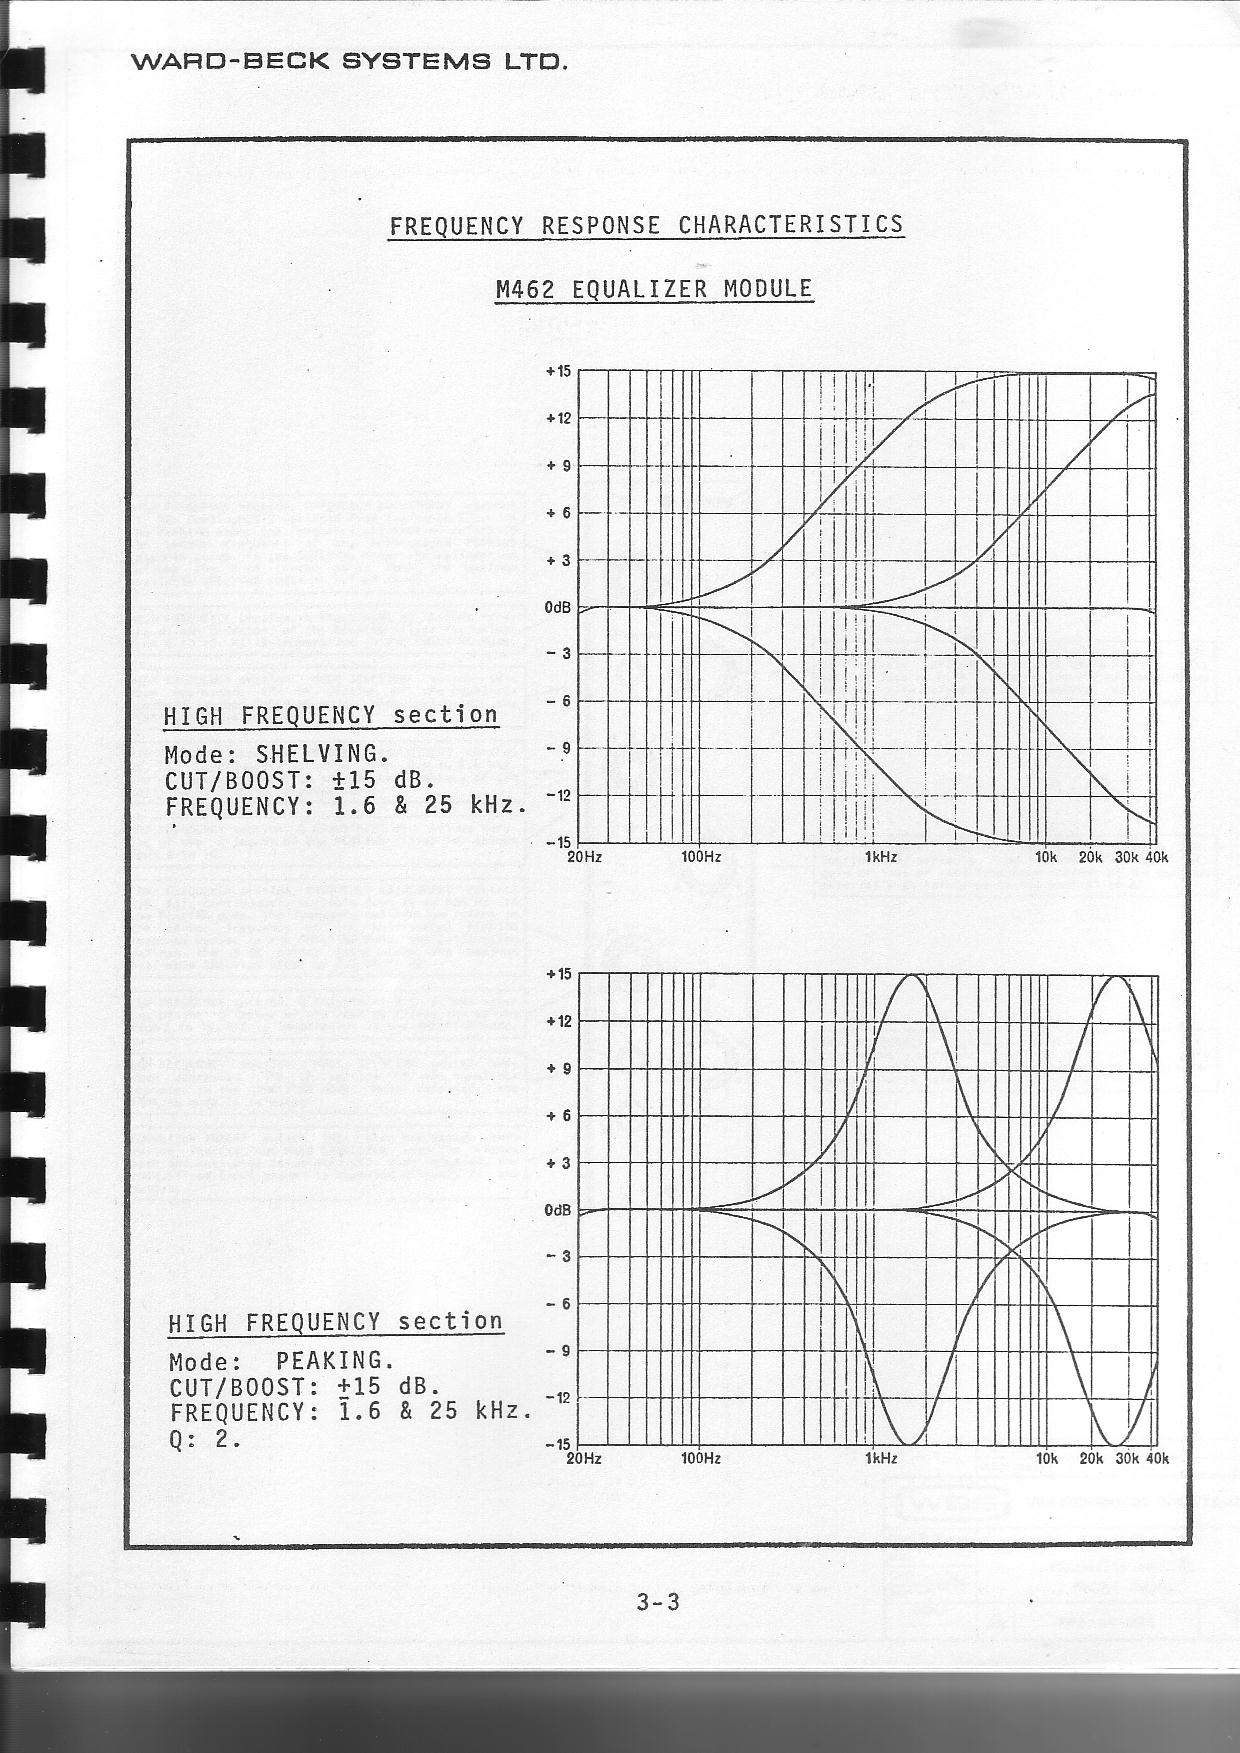 WARD-BECK SYSTEMS LTD.
FREQUENCY RESPONSE CHARACTERISTICS
M462 EQUALIZER MODULE
+15
+12
+ 9
+ 6
+ 3
0dB
- 3
- 6
- 9
-12
-15
20Hz 100Hz 1kHz 10k 20k 30k 40k
HIGH FREQUENCY section
Mode: SHELVING.
CUT/BOOST: ±15 dB.
FREQUENCY: 1.6 & 25 kHz.
+15
+12
+ 9
+ 6
+ 3
0dB
- 3
- 6
- 9
-12
-15
20Hz 100Hz 1kHz 10k 20k 30k 40k
HIGH FREQUENCY section
Mode: PEAKING.
CUT/BOOST: ±15 dB.
FREQUENCY: 1.6 & 25 kHz.
Q: 2.
3-3